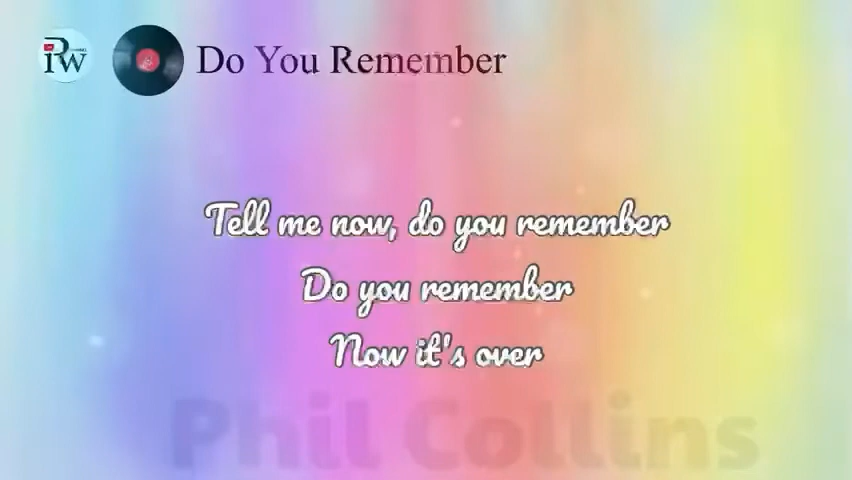 Do You Remember
Tell me now, do you remember
Do you remember
Now it's over
Phil Collins